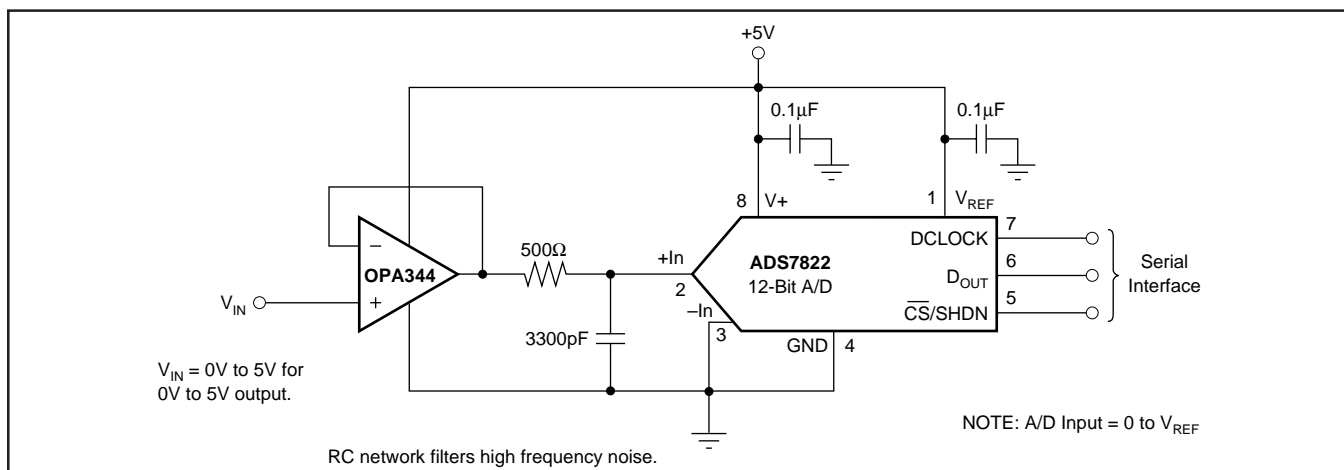 +5V
0.1µF
0.1µF
8
V+
1
VREF
7
DCLOCK
500Ω
+In
ADS7822
–
OPA344
6
DOUT
Serial
Interface
2
12-Bit A/D
VIN
+
–In
5
CS/SHDN
3
3300pF
GND
4
VIN = 0V to 5V for
0V to 5V output.
NOTE: A/D Input = 0 to VREF
RC network filters high frequency noise.